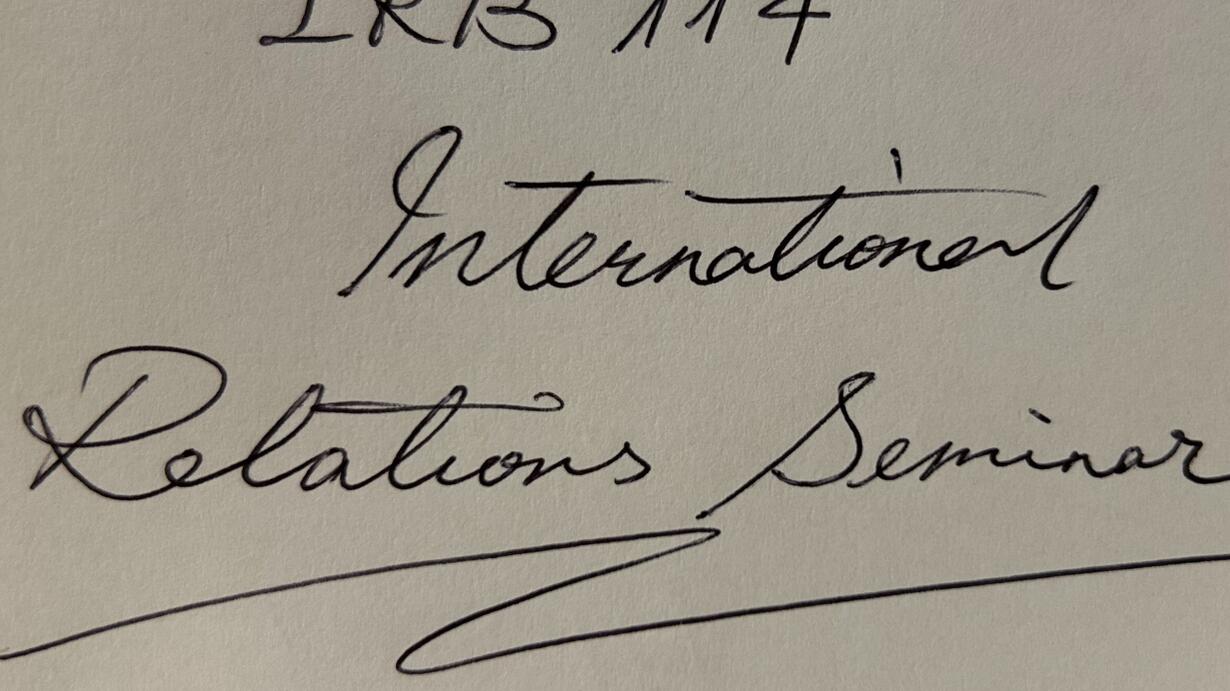 IRB 114
International
Relations Seminar